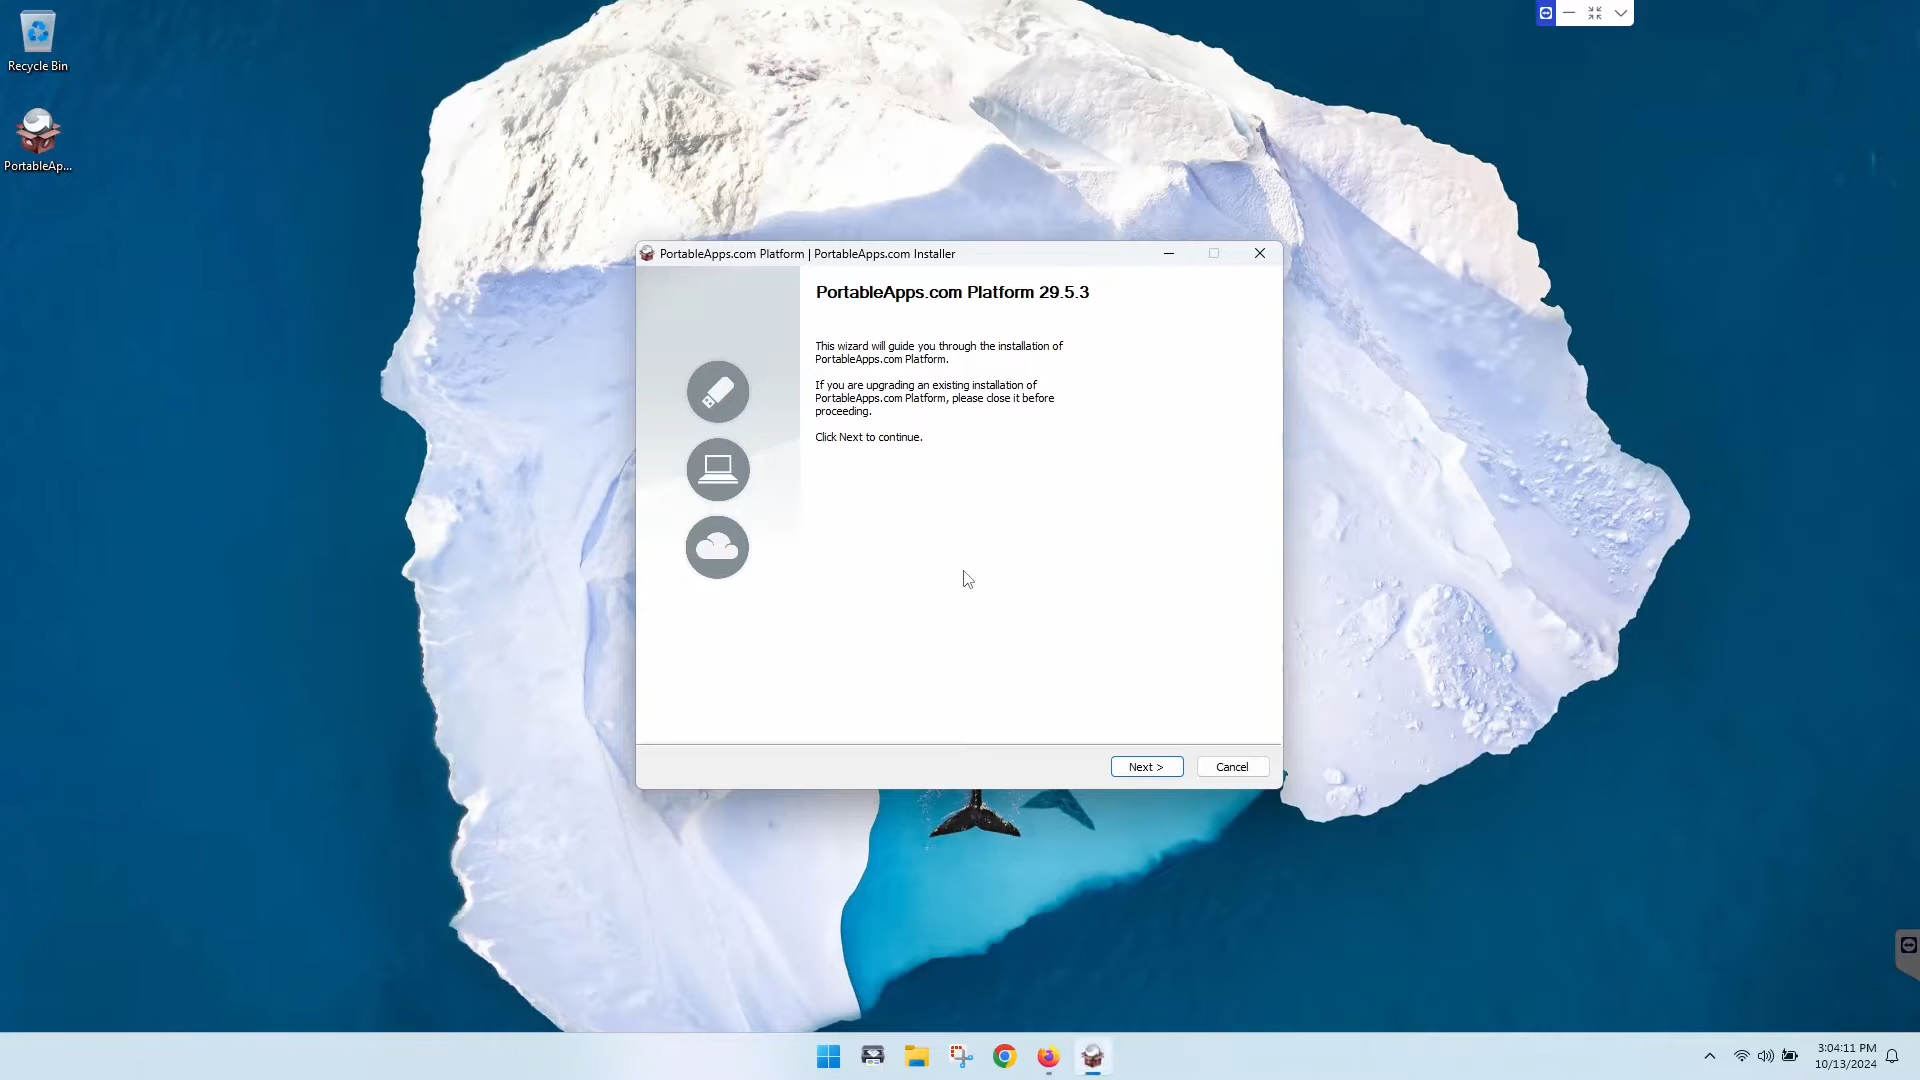 Recycle Bin
PortableAp...
PortableApps.com Platform | PortableApps.com Installer
PortableApps.com Platform 29.5.3
This wizard will guide you through the installation of
PortableApps.com Platform.
If you are upgrading an existing installation of
PortableApps.com Platform, please close it before
proceeding.
Click Next to continue.
Next >
Cancel
3:04:11 PM
10/13/2024